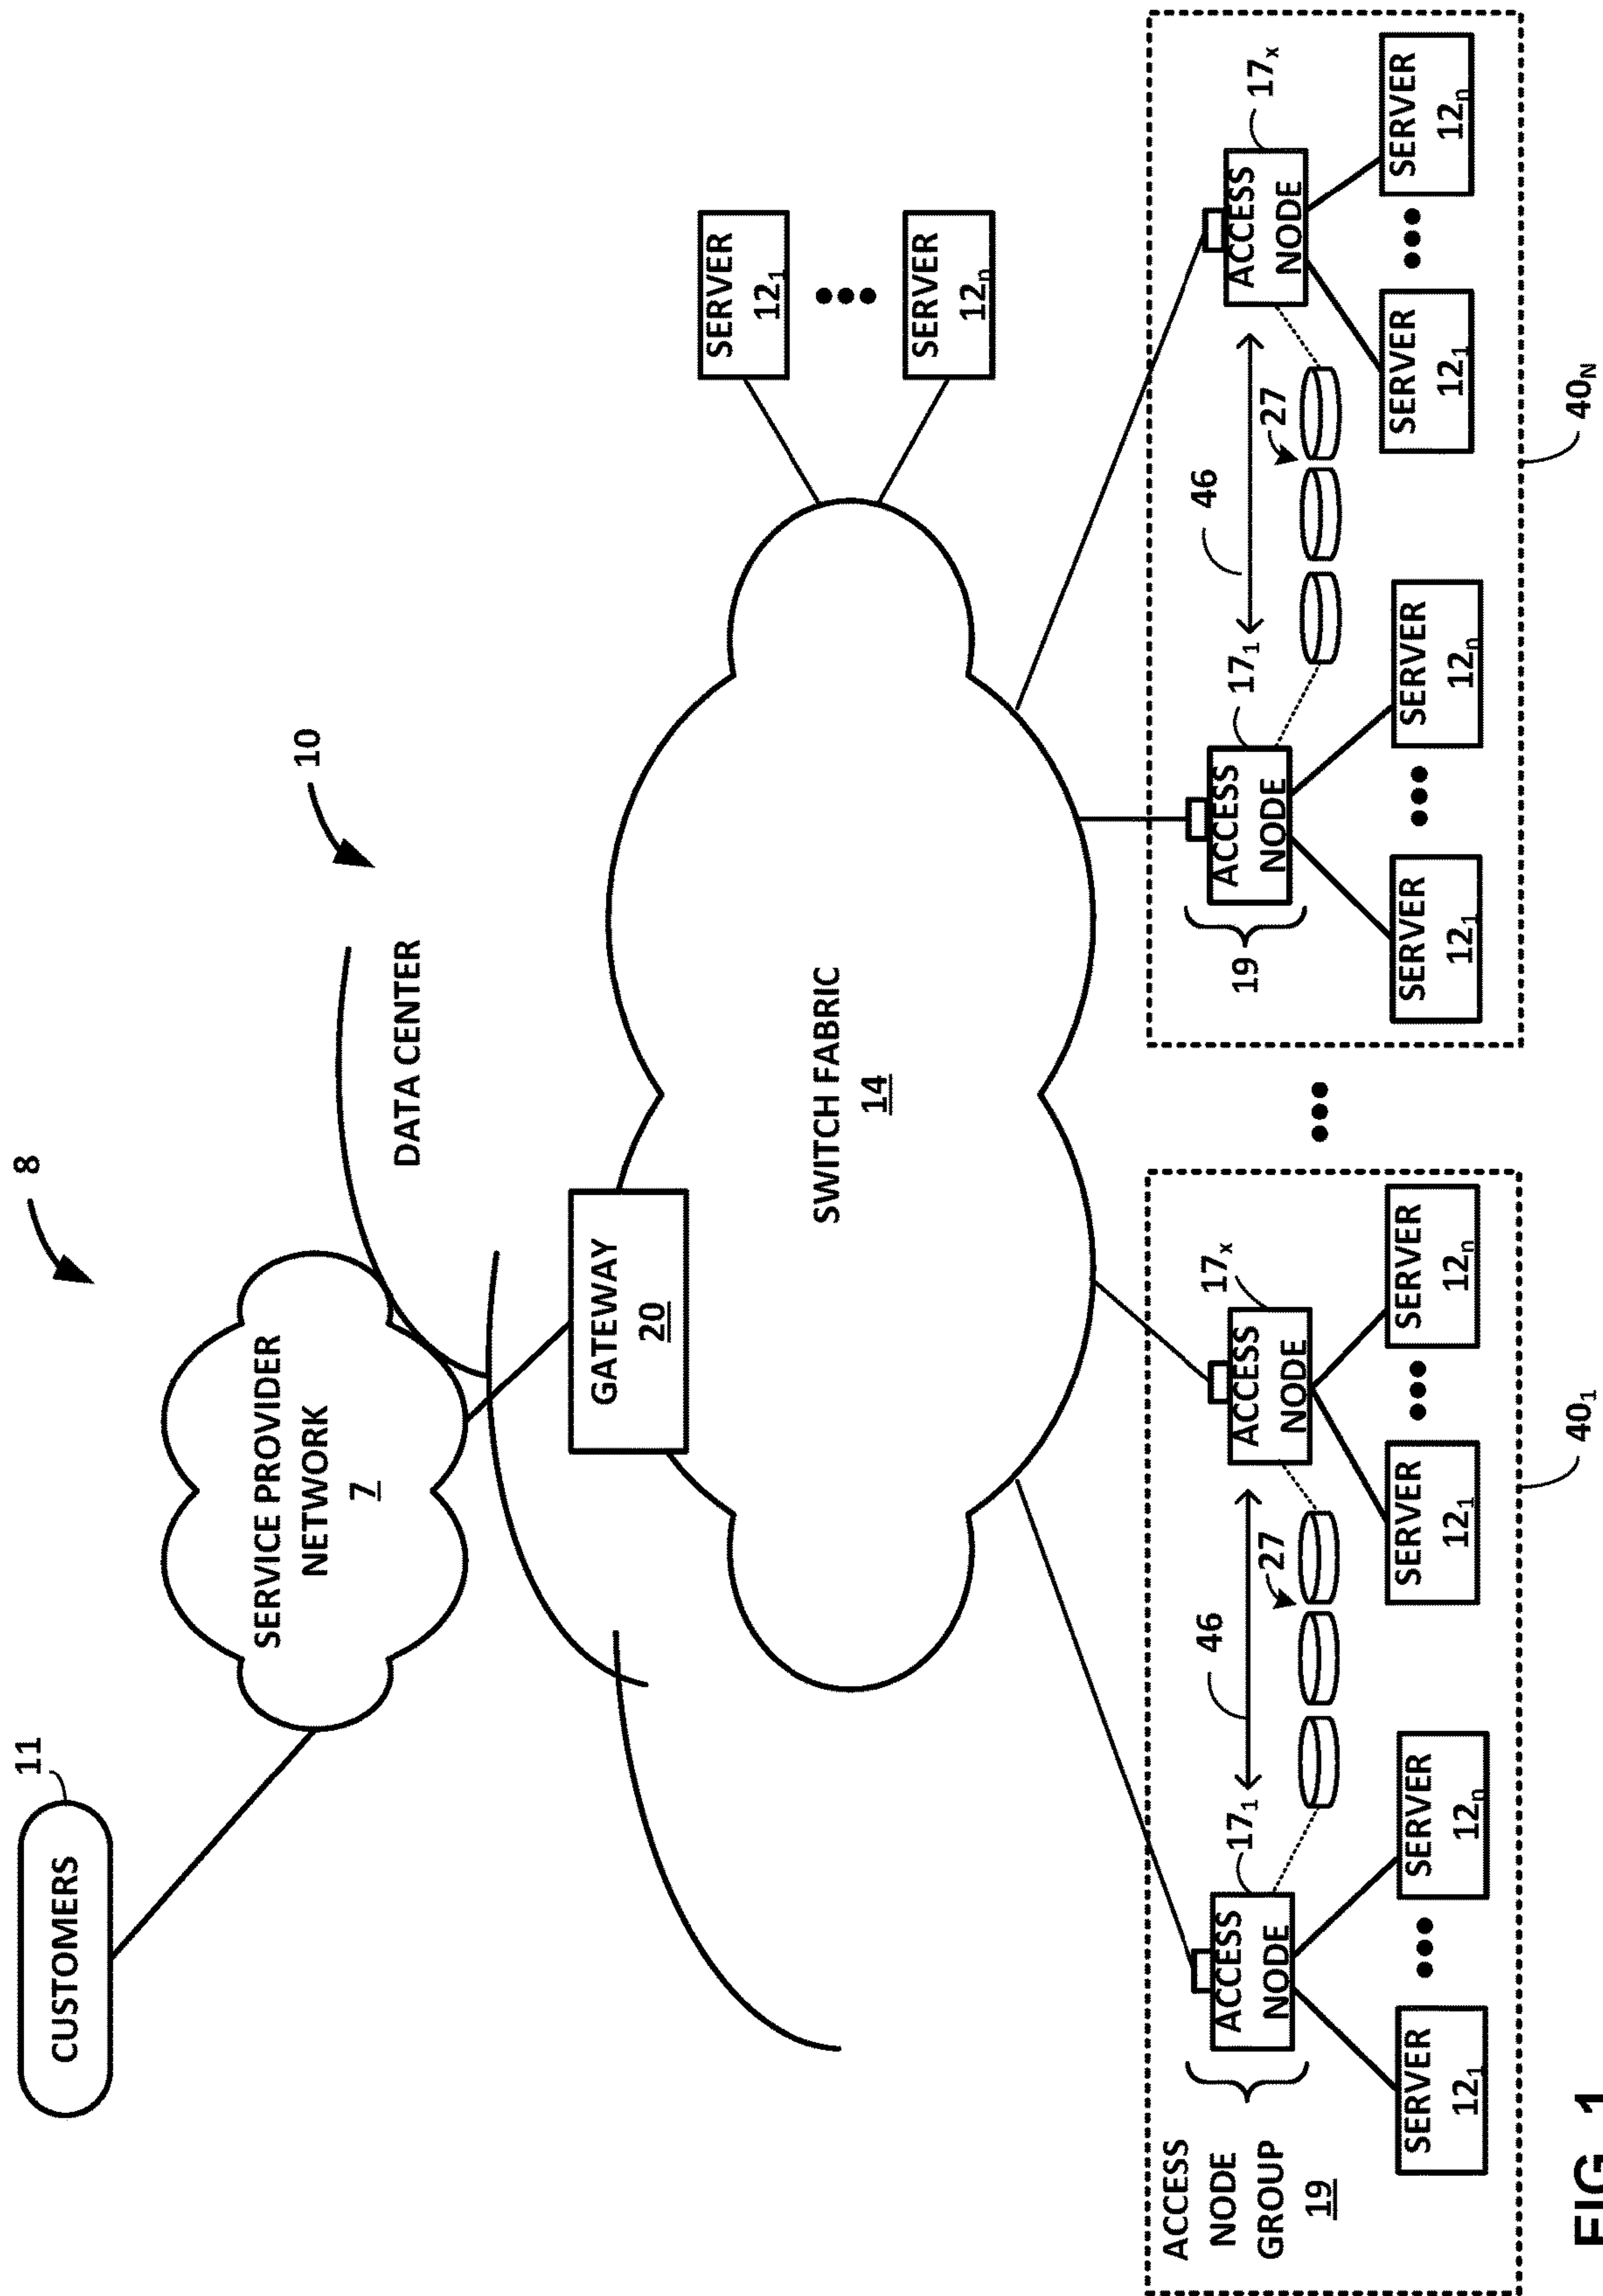 8
CUSTOMERS
11
SERVICE PROVIDER
NETWORK
7
10
DATA CENTER
GATEWAY
20
SWITCH FABRIC
14
SERVER
12₁
SERVER
12ₙ
ACCESS
NODE
GROUP
19
ACCESS
NODE
17₁
46
27
ACCESS
NODE
17ₓ
SERVER
12₁
SERVER
12ₙ
SERVER
12₁
SERVER
12ₙ
40₁
19
ACCESS
NODE
17₁
46
27
ACCESS
NODE
17ₓ
SERVER
12₁
SERVER
12ₙ
SERVER
12₁
SERVER
12ₙ
40_N
FIG. 1